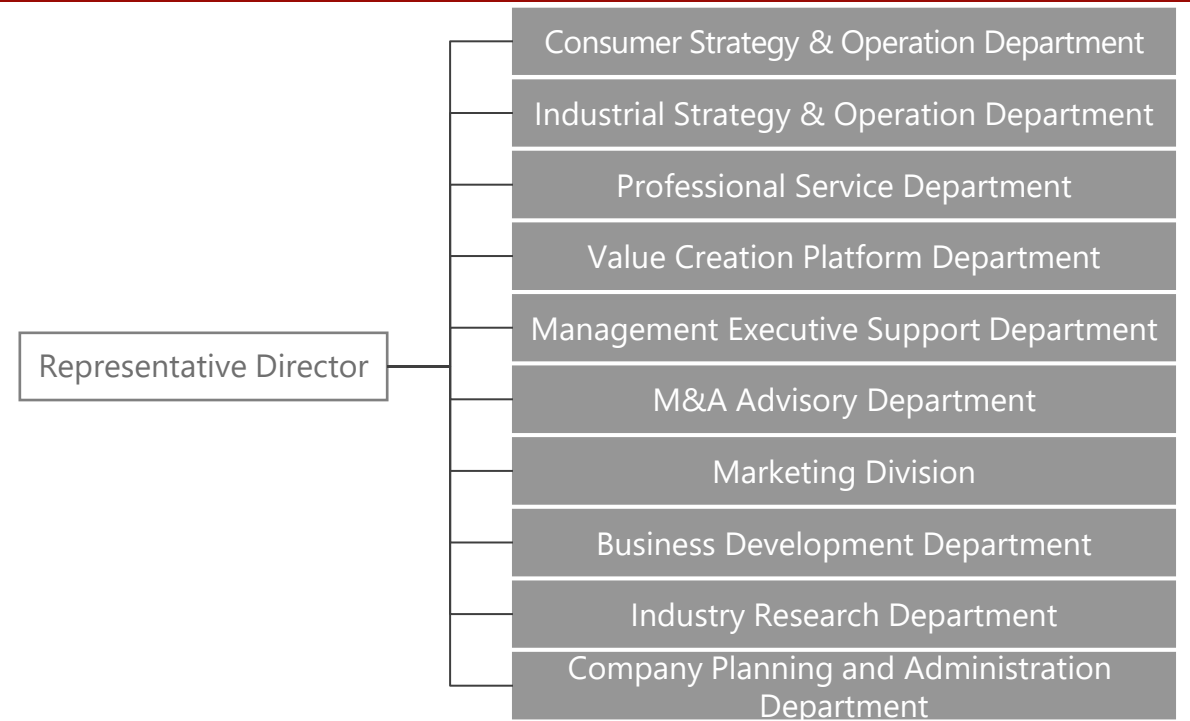 Consumer Strategy & Operation Department
Industrial Strategy & Operation Department
Professional Service Department
Value Creation Platform Department
Management Executive Support Department
Representative Director
M&A Advisory Department
Marketing Division
Business Development Department
Industry Research Department
Company Planning and Administration
Department